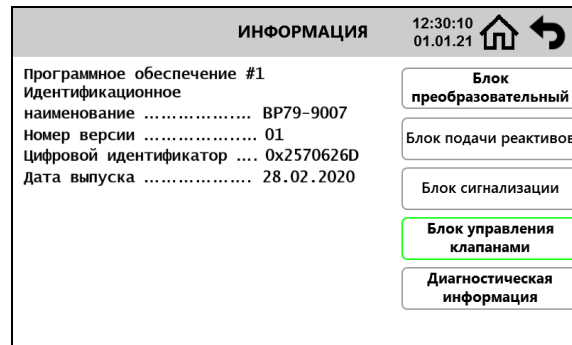 ИНФОРМАЦИЯ
12:30:10
01.01.21
Программное обеспечение #1
Идентификационное
наименование ................ ВР79-9007
Номер версии ................. 01
Цифровой идентификатор .... 0x2570626D
Дата выпуска .................. 28.02.2020
Блок
преобразовательный
Блок подачи реактивов
Блок сигнализации
Блок управления
клапанами
Диагностическая
информация